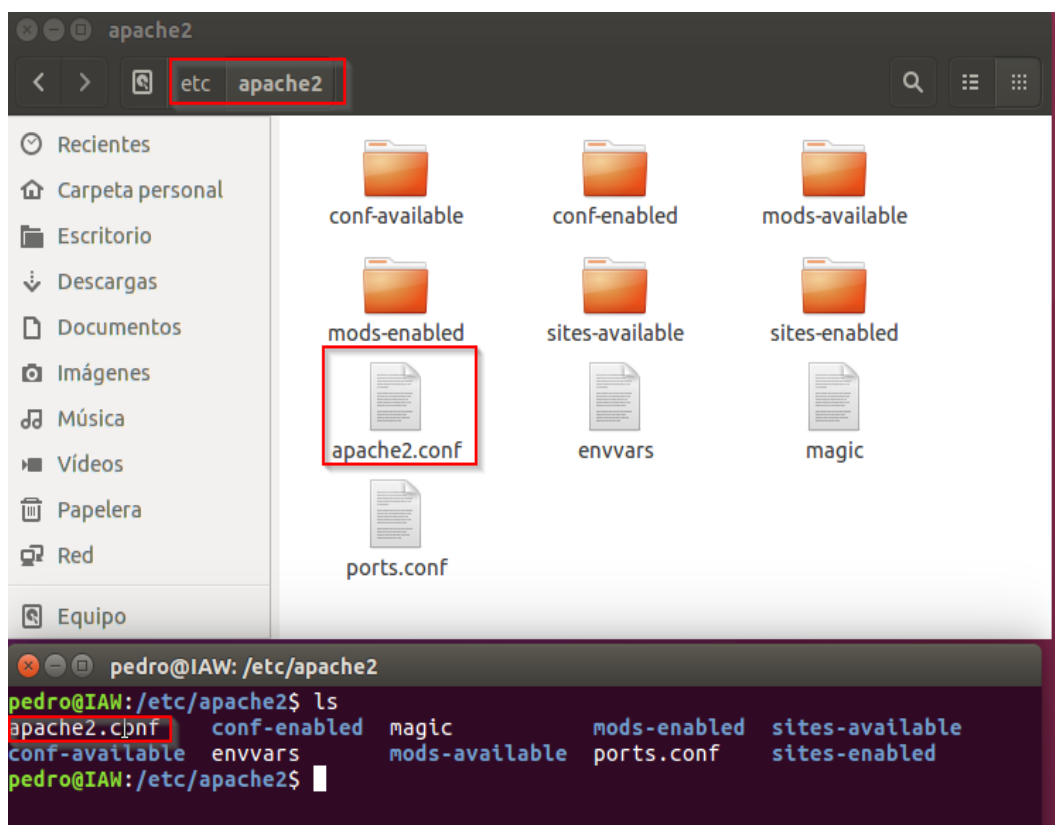 apache2
etc apache2
Recientes
Carpeta personal
Escritorio
Descargas
Documentos
Imágenes
Música
Vídeos
Papelera
Red
Equipo
conf-available conf-enabled mods-available
mods-enabled sites-available sites-enabled
apache2.conf envvars magic
ports.conf
pedro@IAW: /etc/apache2
pedro@IAW:/etc/apache2$ ls
apache2.conf conf-enabled magic mods-enabled sites-available
conf-available envvars mods-available ports.conf sites-enabled
pedro@IAW:/etc/apache2$